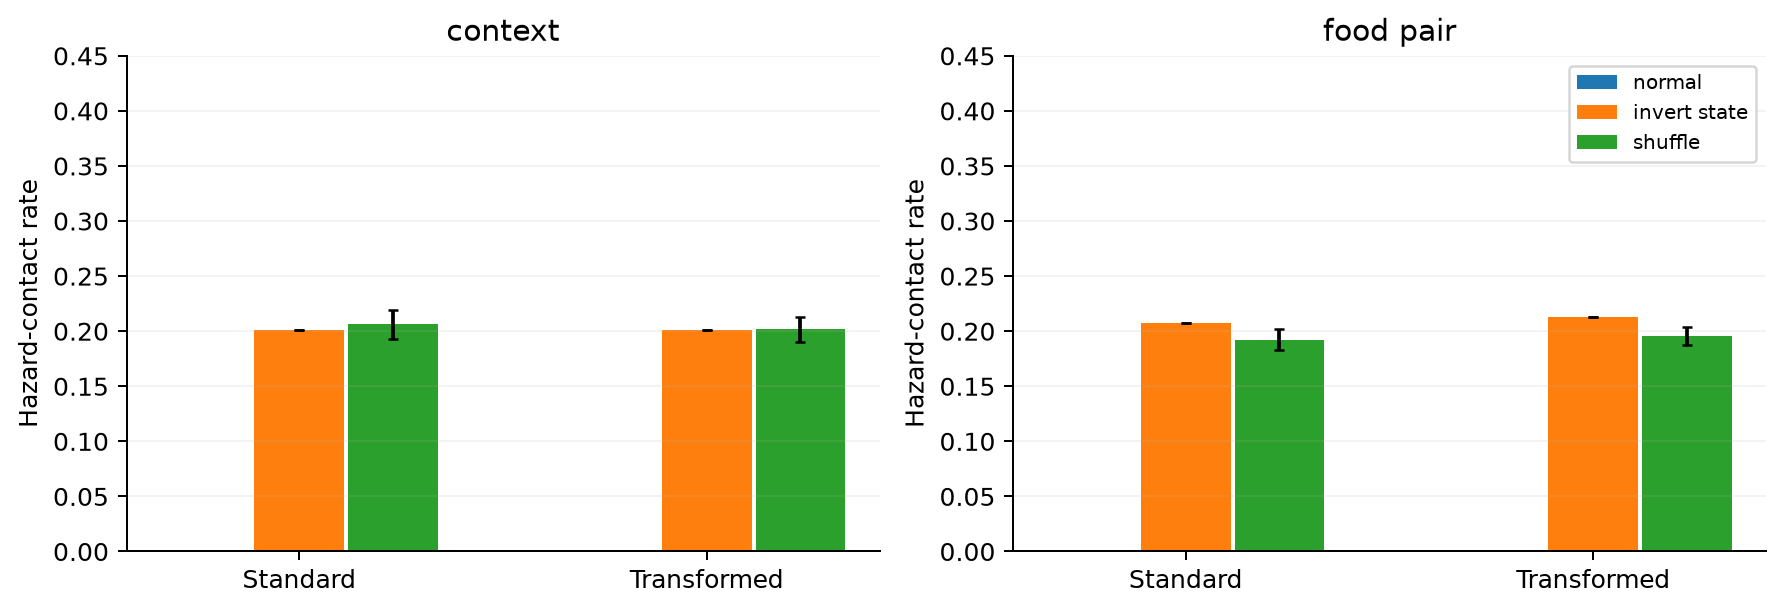 context
Hazard-contact rate
0.45
0.40
0.35
0.30
0.25
0.20
0.15
0.10
0.05
0.00
Standard
Transformed
food pair
Hazard-contact rate
0.45
0.40
0.35
0.30
0.25
0.20
0.15
0.10
0.05
0.00
normal
invert state
shuffle
Standard
Transformed